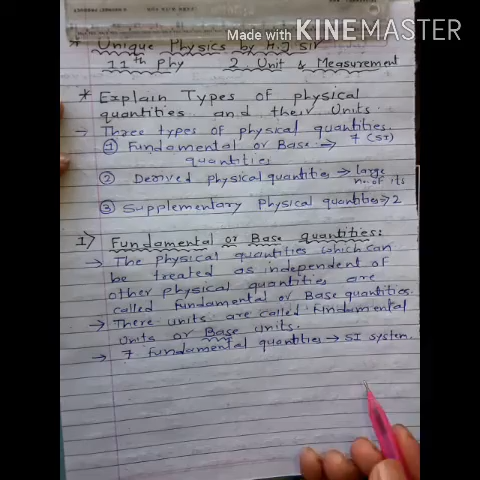 Made with KINEMASTER
* Unique Physics by H.J Sir
11th Phy 2. Unit & Measurement
* Explain Types of physical
quantities and their Units.
→ Three types of physical quantities.
① Fundamental or Base → 7 (SI)
quantities
② Derived physical quantities → large
no. of its
③ Supplementary physical quantities → 2
1) Fundamental or Base quantities:
→ The physical quantities which can
be treated as independent of
other physical quantities are
called fundamental or Base quantities.
→ There units are called fundamental
units or Base units.
→ 7 fundamental quantities → SI system.